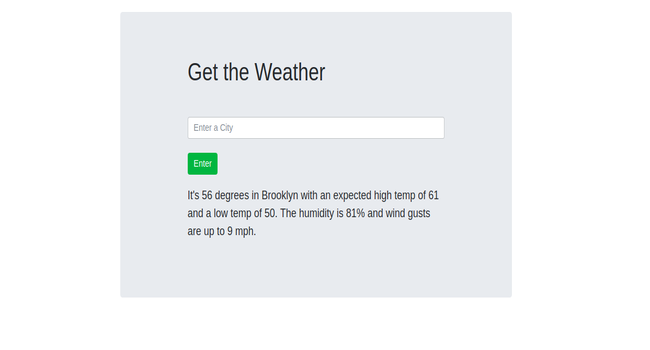 Get the Weather
Enter a City
Enter
It's 56 degrees in Brooklyn with an expected high temp of 61
and a low temp of 50. The humidity is 81% and wind gusts
are up to 9 mph.